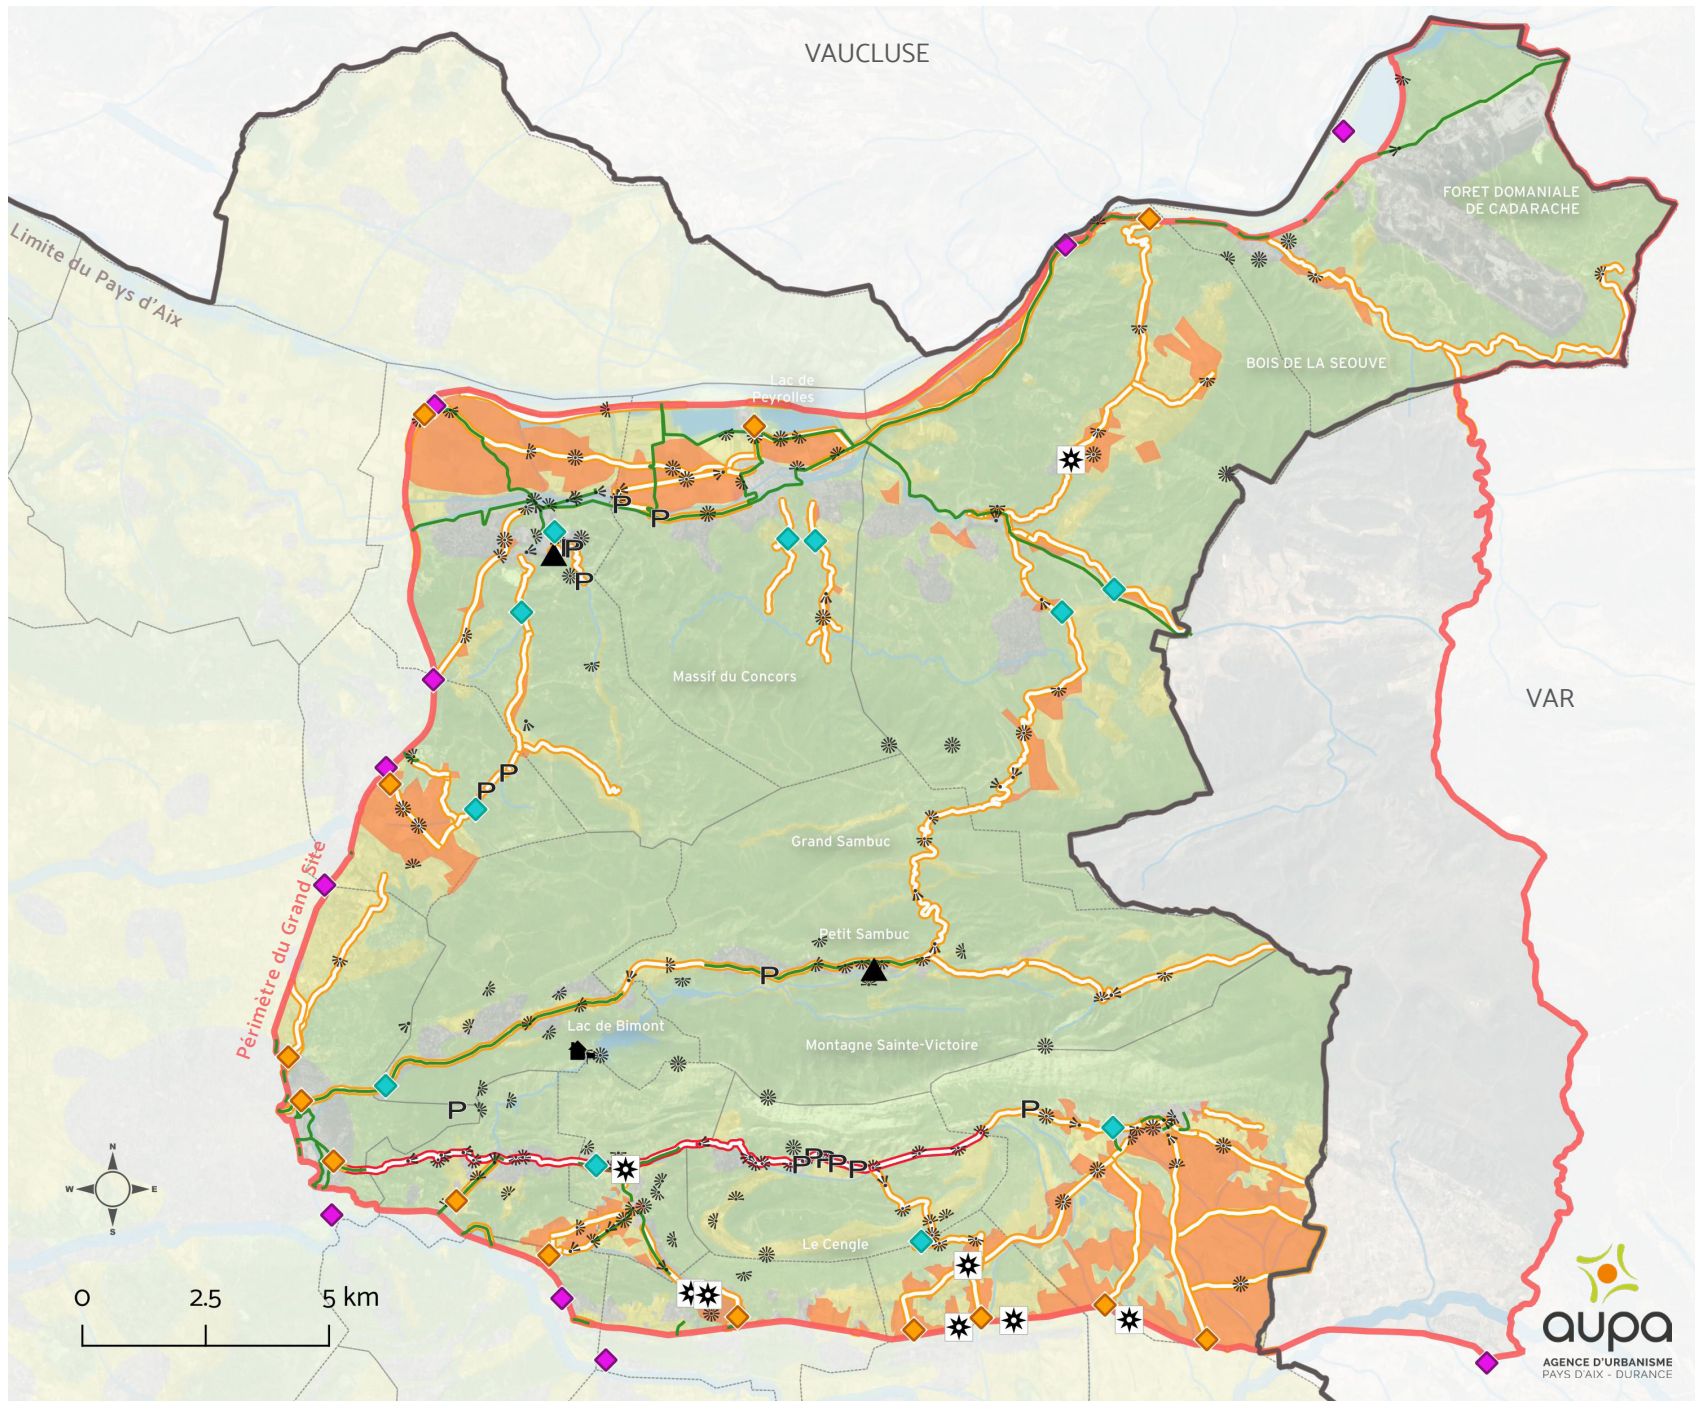 VAUCLUSE
FORET DOMANIALE
DE CADARACHE
Limite du Pays d'Aix
BOIS DE LA SEOUVE
Lac de
Peyrolles
P
P
P
P
Massif du Concors
VAR
P
P
Grand Sambuc
Périmètre du Grand Site
Petit Sambuc
P
Lac de Bimont
Montagne Sainte-Victoire
P
P
P
P
P
P
N
W
E
S
Le Cengle
0
2.5
5 km
aupa
AGENCE D'URBANISME
PAYS D'AIX - DURANCE